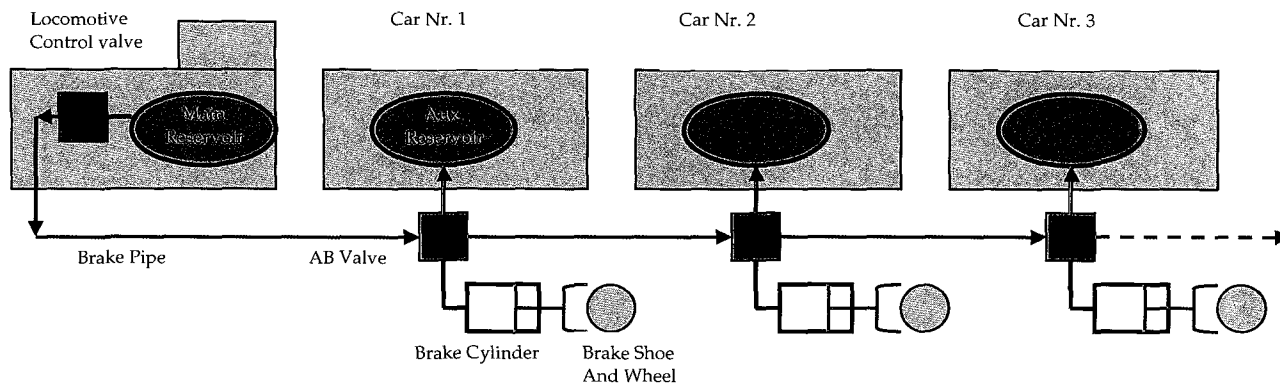 Locomotive
Control valve
Car Nr. 1
Car Nr. 2
Car Nr. 3
Main
Reservoir
Aux
Reservoir
Brake Pipe
AB Valve
Brake Cylinder
Brake Shoe
And Wheel